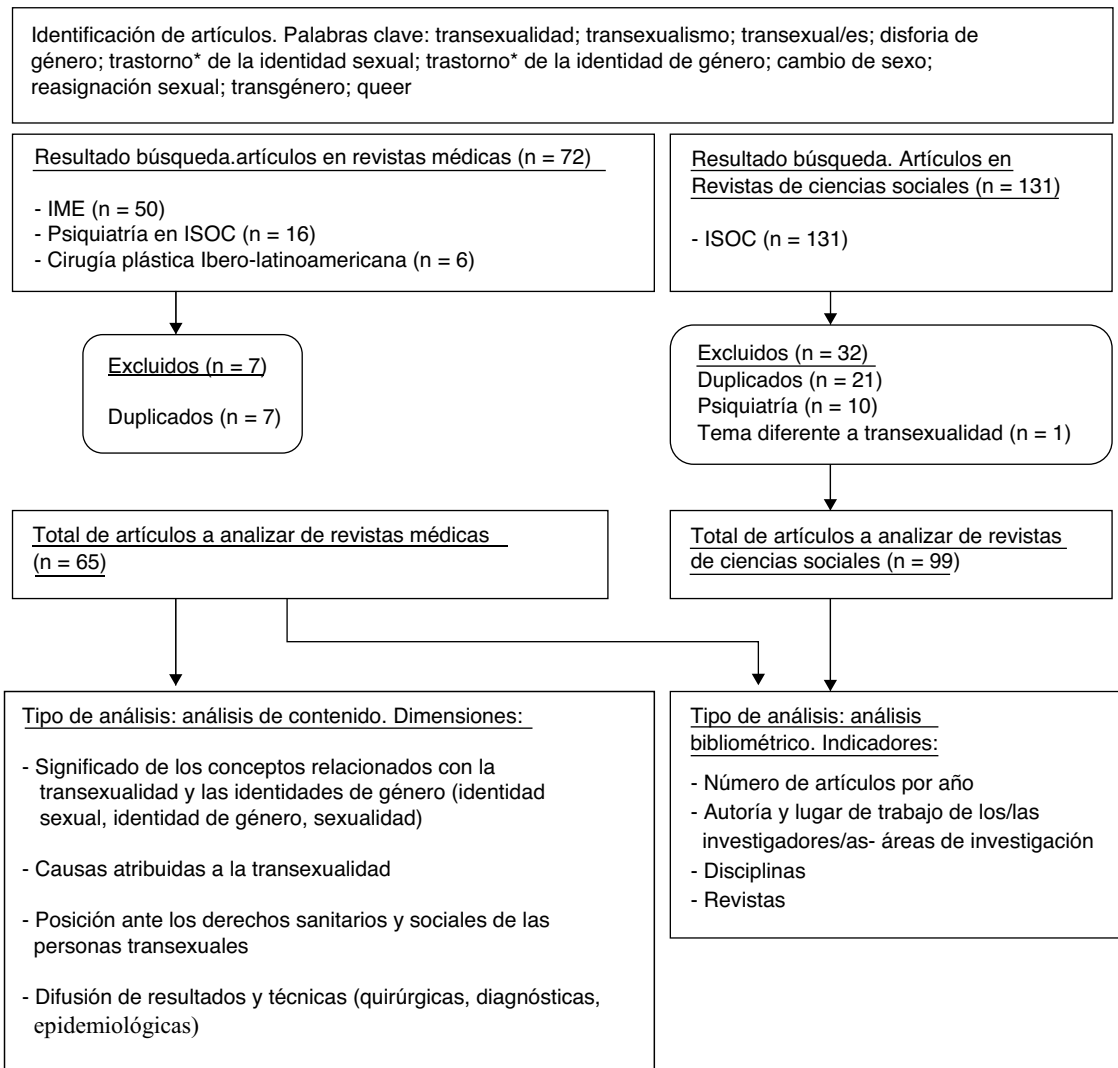 Identificación de artículos. Palabras clave: transexualidad; transexualismo; transexual/es; disforia de
género; trastorno* de la identidad sexual; trastorno* de la identidad de género; cambio de sexo;
reasignación sexual; transgénero; queer
Resultado búsqueda.artículos en revistas médicas (n = 72)
- IME (n = 50)
- Psiquiatría en ISOC (n = 16)
- Cirugía plástica Ibero-latinoamericana (n = 6)
Resultado búsqueda. Artículos en
Revistas de ciencias sociales (n = 131)
- ISOC (n = 131)
Excluidos (n = 7)
Duplicados (n = 7)
Excluidos (n = 32)
Duplicados (n = 21)
Psiquiatría (n = 10)
Tema diferente a transexualidad (n = 1)
Total de artículos a analizar de revistas médicas
(n = 65)
Total de artículos a analizar de revistas
de ciencias sociales (n = 99)
Tipo de análisis: análisis de contenido. Dimensiones:
- Significado de los conceptos relacionados con la
transexualidad y las identidades de género (identidad
sexual, identidad de género, sexualidad)
- Causas atribuidas a la transexualidad
- Posición ante los derechos sanitarios y sociales de las
personas transexuales
- Difusión de resultados y técnicas (quirúrgicas, diagnósticas,
epidemiológicas)
Tipo de análisis: análisis
bibliométrico. Indicadores:
- Número de artículos por año
- Autoría y lugar de trabajo de los/las
investigadores/as- áreas de investigación
- Disciplinas
- Revistas